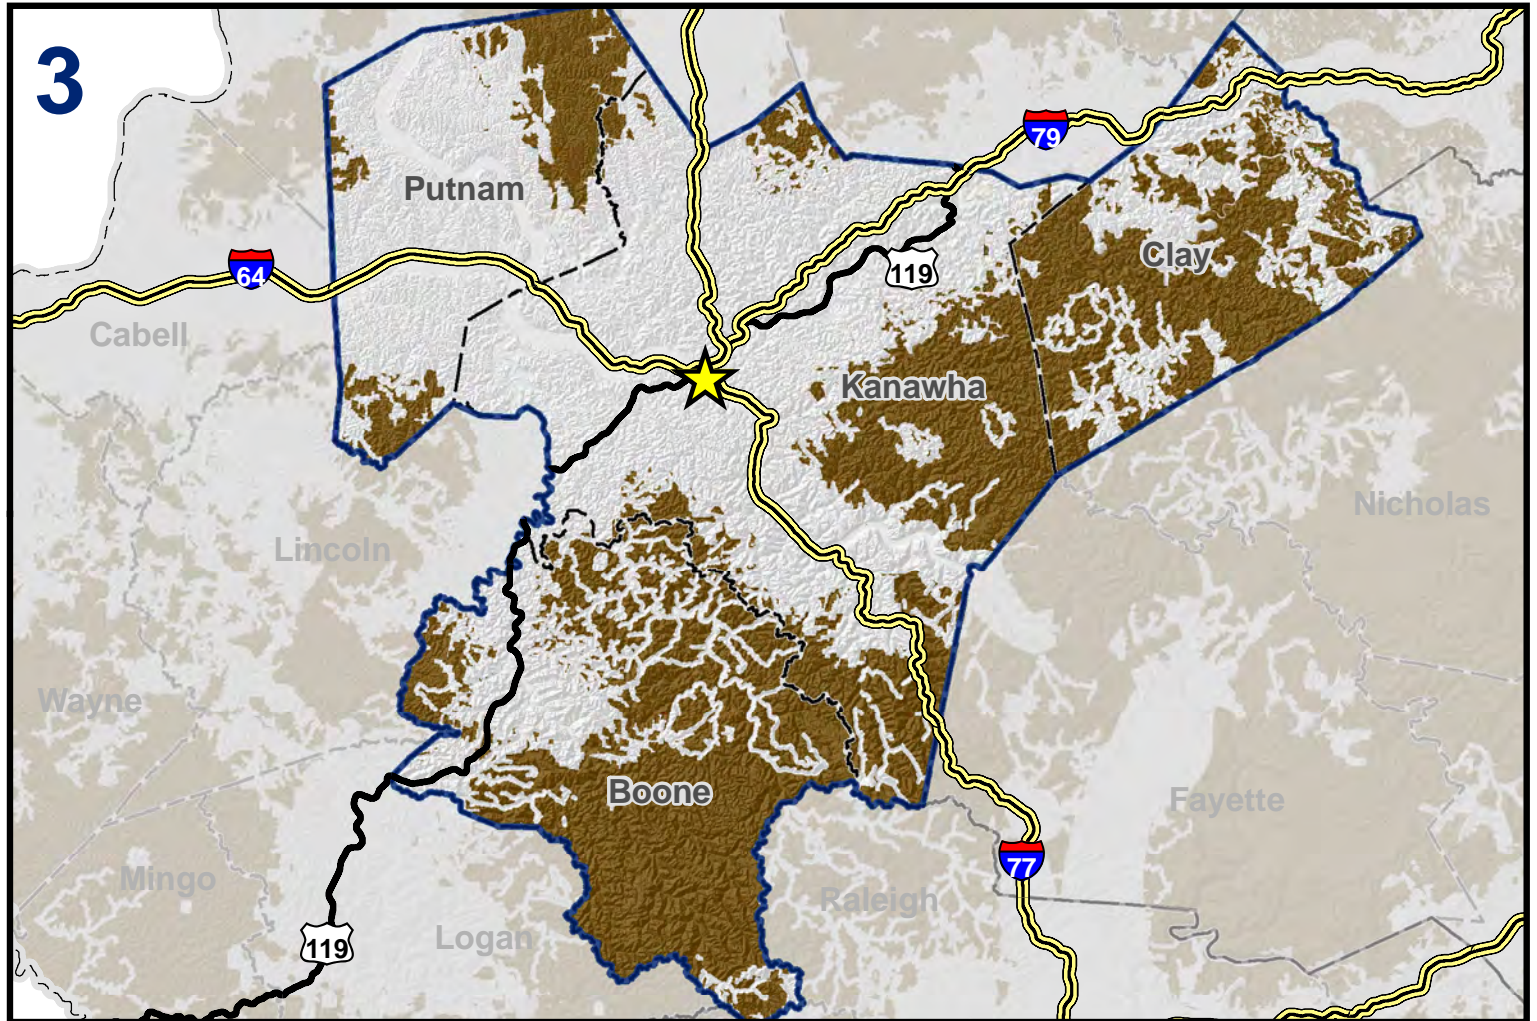 3
79
Putnam
Clay
64
119
Cabell
Kanawha
Nicholas
Lincoln
Wayne
Boone
Fayette
77
Mingo
Raleigh
Logan
119